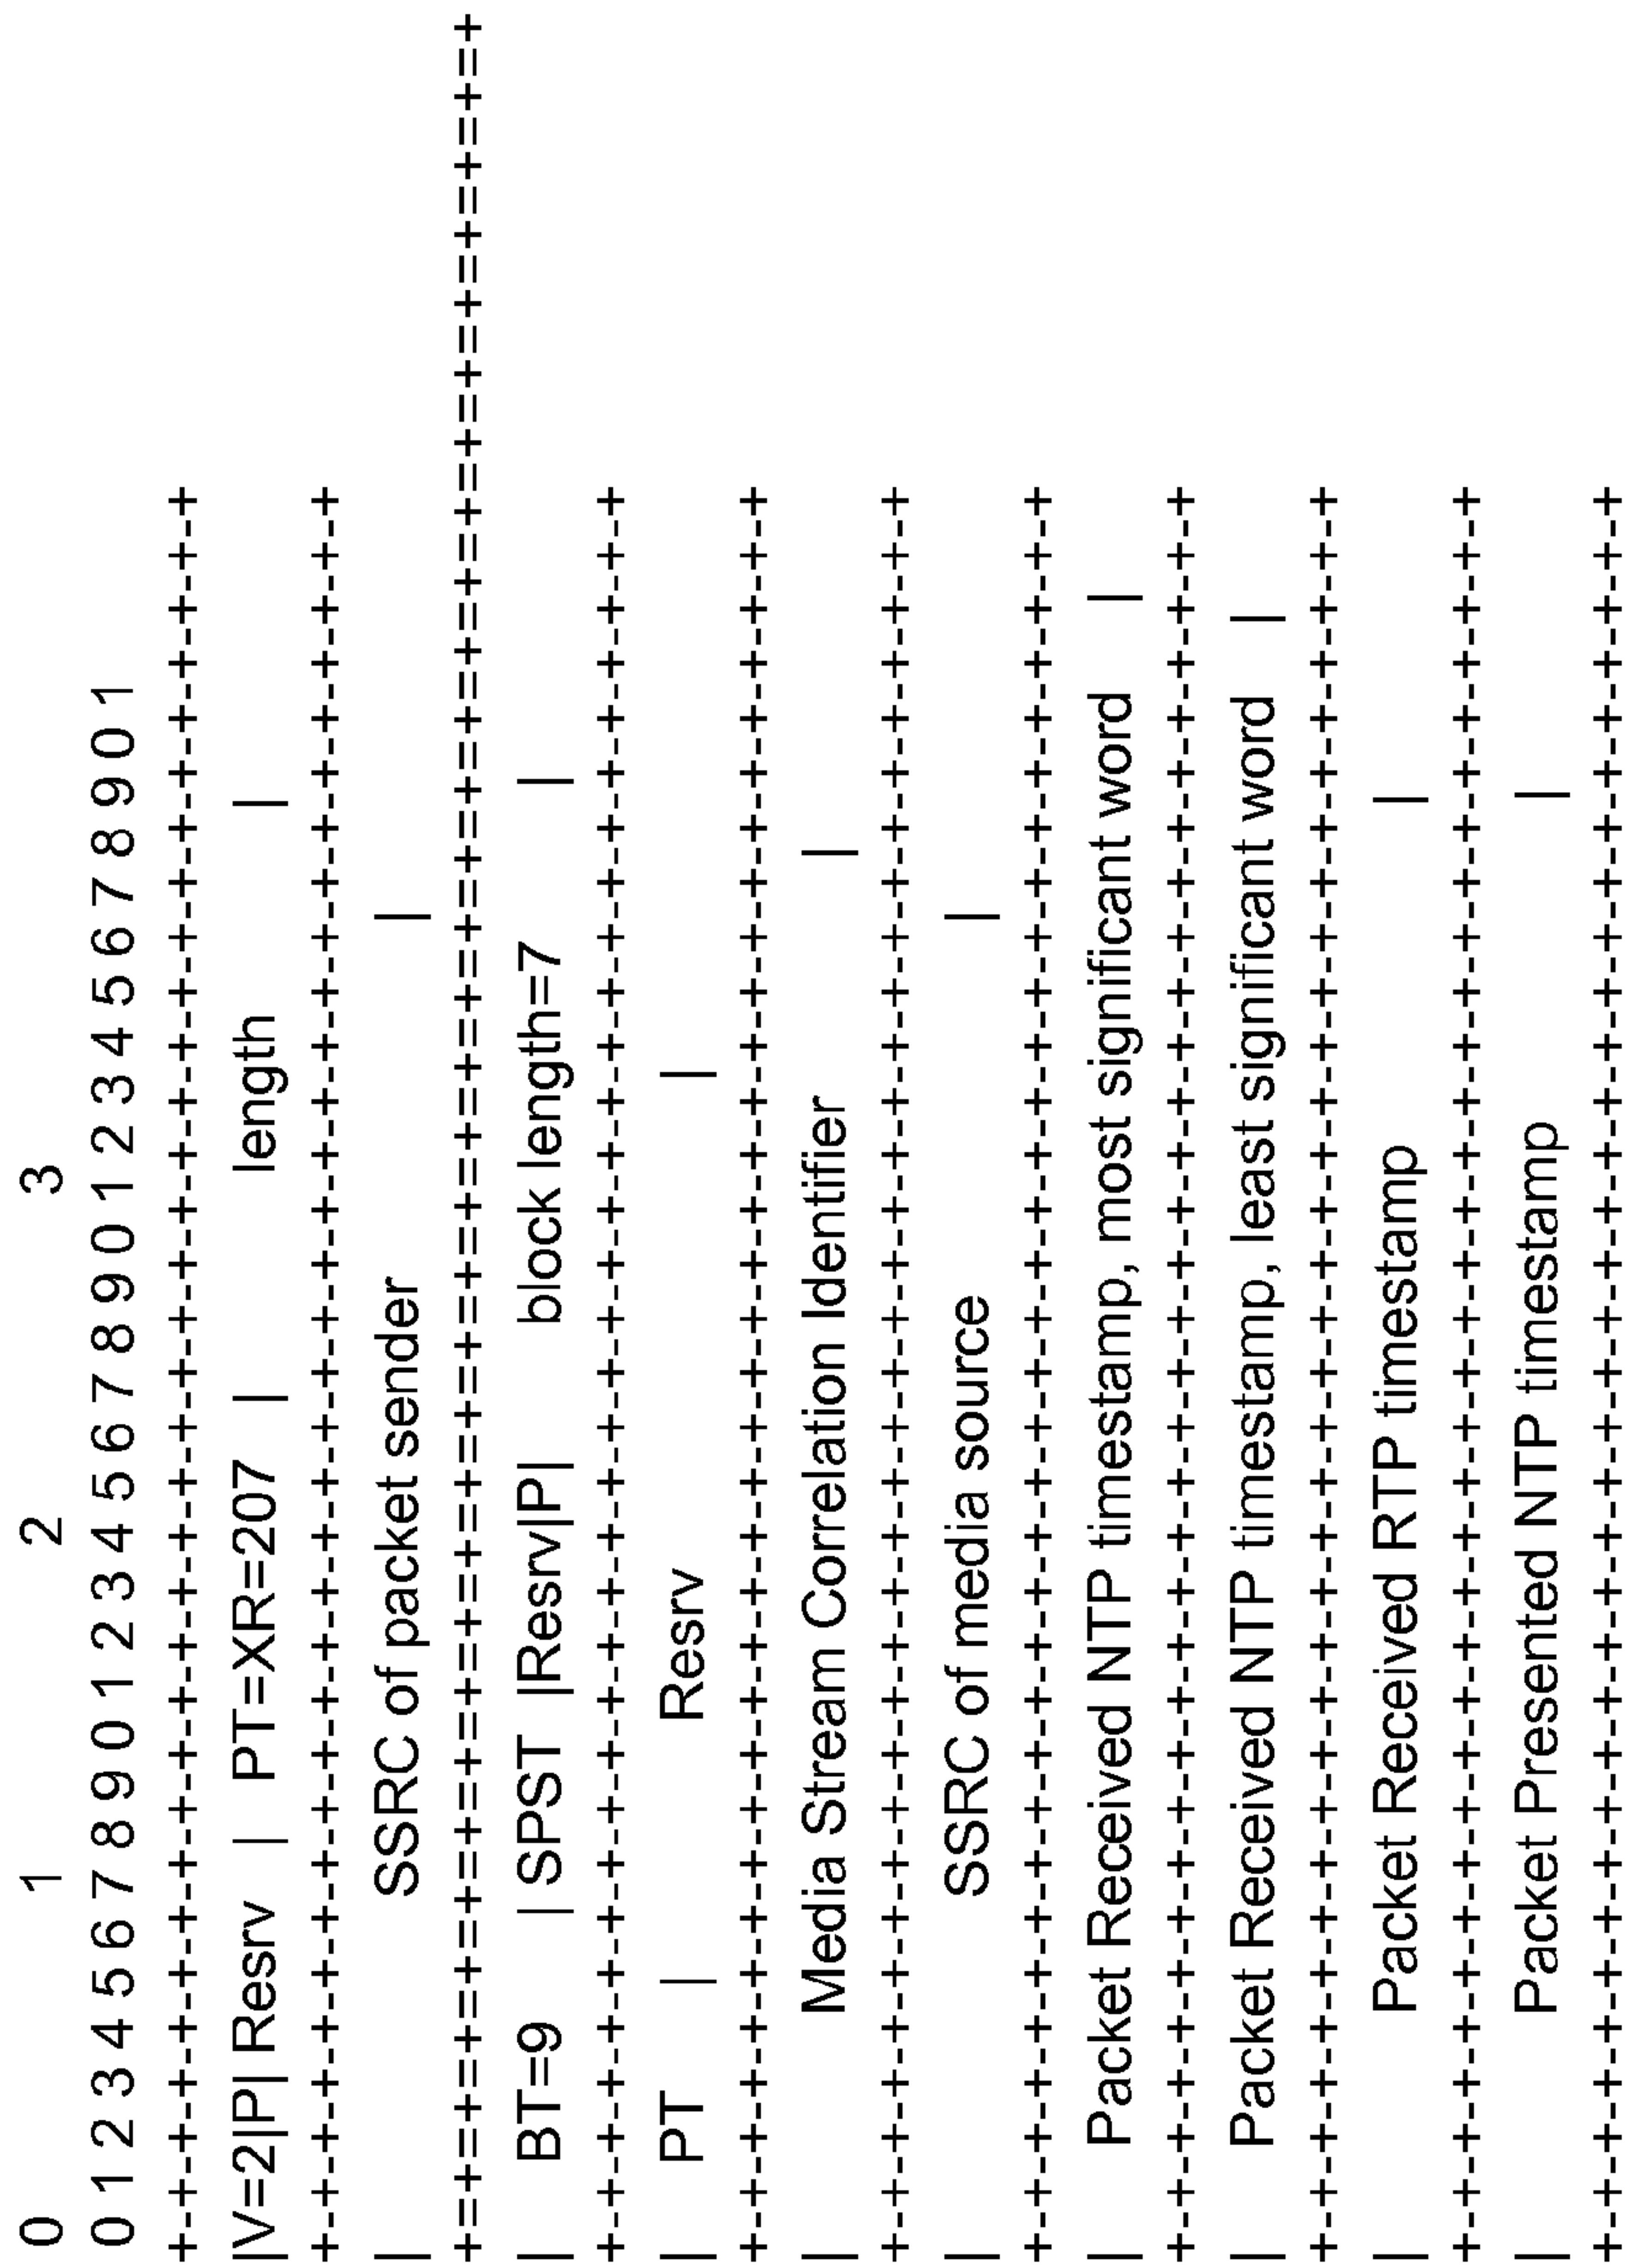 0 1 2 3
0 1 2 3 4 5 6 7 8 9 0 1 2 3 4 5 6 7 8 9 0 1 2 3 4 5 6 7 8 9 0 1
+-+-+-+-+-+-+-+-+-+-+-+-+-+-+-+-+-+-+-+-+-+-+-+-+-+-+-+-+-+-+-+-+
|V=2|P| Resrv | PT=XR=207 | length |
+-+-+-+-+-+-+-+-+-+-+-+-+-+-+-+-+-+-+-+-+-+-+-+-+-+-+-+-+-+-+-+-+
| SSRC of packet sender |
+=+=+=+=+=+=+=+=+=+=+=+=+=+=+=+=+=+=+=+=+=+=+=+=+=+=+=+=+=+=+=+=+
| BT=9 | SPST |Resrv|P| block length=7 |
+-+-+-+-+-+-+-+-+-+-+-+-+-+-+-+-+-+-+-+-+-+-+-+-+-+-+-+-+-+-+-+-+
| PT | Resrv |
+-+-+-+-+-+-+-+-+-+-+-+-+-+-+-+-+-+-+-+-+-+-+-+-+-+-+-+-+-+-+-+-+
| Media Stream Correlation Identifier |
+-+-+-+-+-+-+-+-+-+-+-+-+-+-+-+-+-+-+-+-+-+-+-+-+-+-+-+-+-+-+-+-+
| SSRC of media source |
+-+-+-+-+-+-+-+-+-+-+-+-+-+-+-+-+-+-+-+-+-+-+-+-+-+-+-+-+-+-+-+-+
| Packet Received NTP timestamp, most significant word |
+-+-+-+-+-+-+-+-+-+-+-+-+-+-+-+-+-+-+-+-+-+-+-+-+-+-+-+-+-+-+-+-+
| Packet Received NTP timestamp, least significant word |
+-+-+-+-+-+-+-+-+-+-+-+-+-+-+-+-+-+-+-+-+-+-+-+-+-+-+-+-+-+-+-+-+
| Packet Received RTP timestamp |
+-+-+-+-+-+-+-+-+-+-+-+-+-+-+-+-+-+-+-+-+-+-+-+-+-+-+-+-+-+-+-+-+
| Packet Presented NTP timestamp |
+-+-+-+-+-+-+-+-+-+-+-+-+-+-+-+-+-+-+-+-+-+-+-+-+-+-+-+-+-+-+-+-+